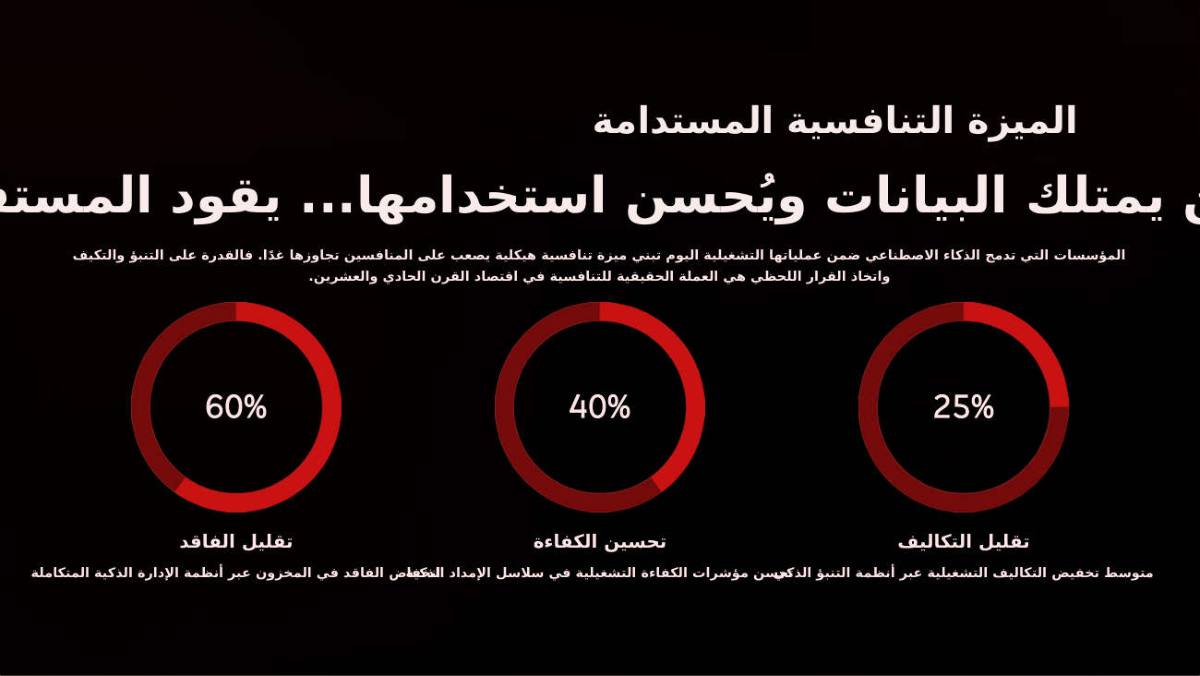 الميزة التنافسية المستدامة
يمتلك البيانات ويُحسن استخدامها... يقود
المؤسسات التي تدمج الذكاء الاصطناعي ضمن عملياتها التشغيلية اليوم تبني ميزة تنافسية هيكلية يصعب على المنافسين تجاوزها غدًا. فالقدرة على التنبؤ والتكيف
واتخاذ القرار اللحظي هي العملة الحقيقية للتنافسية في اقتصاد القرن الحادي والعشرين.
25%
40%
60%
تقليل التكاليف
تحسين الكفاءة
تقليل الفاقد
متوسط تخفيض التكاليف التشغيلية عبر أنظمة التنبؤ
مؤشرات الكفاءة التشغيلية في سلاسل الإمداد
الفاقد في المخزون عبر أنظمة الإدارة الذكية المتكاملة